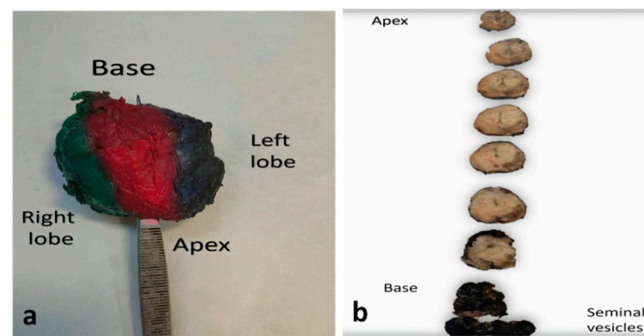 Base
Left
lobe
Right
lobe
Apex
a
Apex
Base
b
Seminal
vesicles